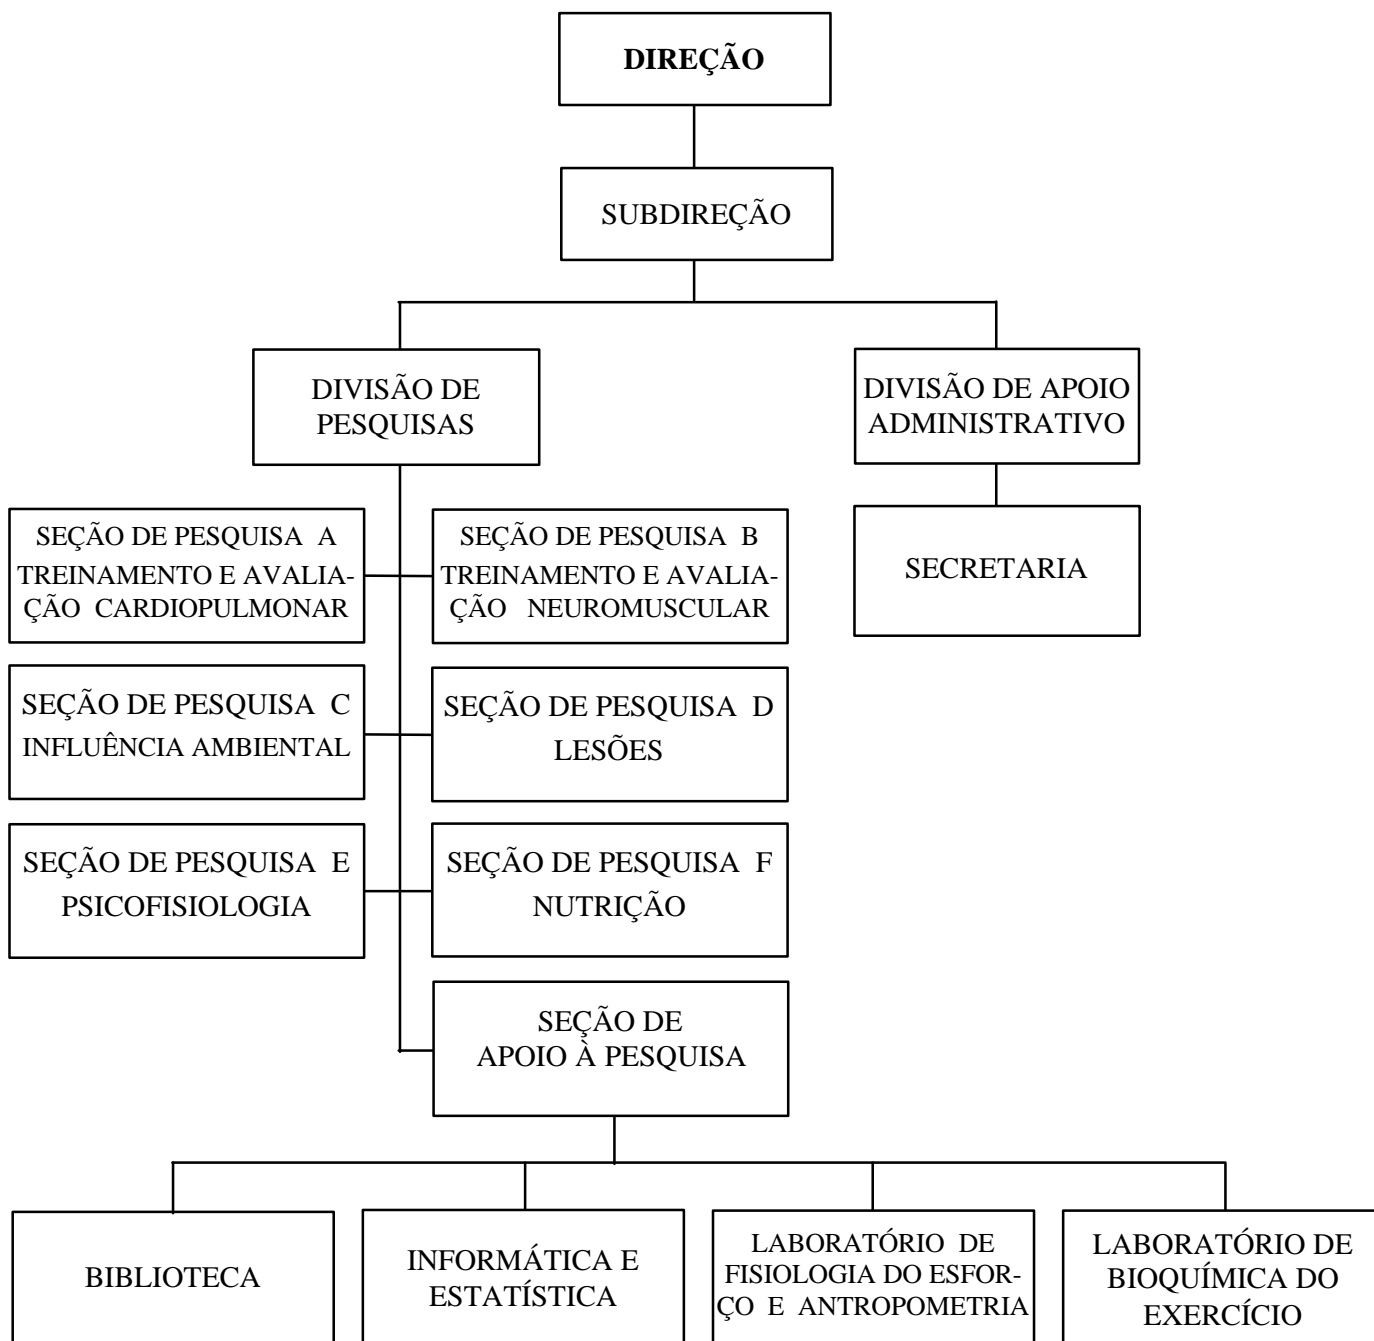 DIREÇÃO
SUBDIREÇÃO
DIVISÃO DE
PESQUISAS
DIVISÃO DE APOIO
ADMINISTRATIVO
SEÇÃO DE PESQUISA A
TREINAMENTO E AVALIA-
ÇÃO CARDIOPULMONAR
SEÇÃO DE PESQUISA B
TREINAMENTO E AVALIA-
ÇÃO NEUROMUSCULAR
SECRETARIA
SEÇÃO DE PESQUISA C
INFLUÊNCIA AMBIENTAL
SEÇÃO DE PESQUISA D
LESÕES
SEÇÃO DE PESQUISA E
PSICOFISIOLOGIA
SEÇÃO DE PESQUISA F
NUTRIÇÃO
SEÇÃO DE
APOIO À PESQUISA
BIBLIOTECA
INFORMÁTICA E
ESTATÍSTICA
LABORATÓRIO DE
FISIOLOGIA DO ESFOR-
ÇO E ANTROPOMETRIA
LABORATÓRIO DE
BIOQUÍMICA DO
EXERCÍCIO